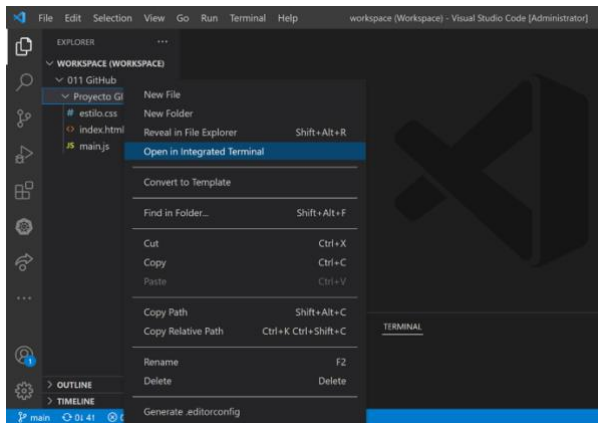 File Edit Selection View Go Run Terminal Help workspace (Workspace) - Visual Studio Code [Administrator]
EXPLORER
WORKSPACE (WORKSPACE)
011 GitHub
Proyecto GI
# estilo.css
index.html
JS main.js
New File
New Folder
Reveal in File Explorer Shift+Alt+R
Open in Integrated Terminal
Convert to Template
Find in Folder... Shift+Alt+F
Cut Ctrl+X
Copy Ctrl+C
Paste Ctrl+V
Copy Path Shift+Alt+C
Copy Relative Path Ctrl+K Ctrl+Shift+C
Rename F2
Delete Delete
Generate .editorconfig
TERMINAL
1
OUTLINE
TIMELINE
main 0↓ 4↑